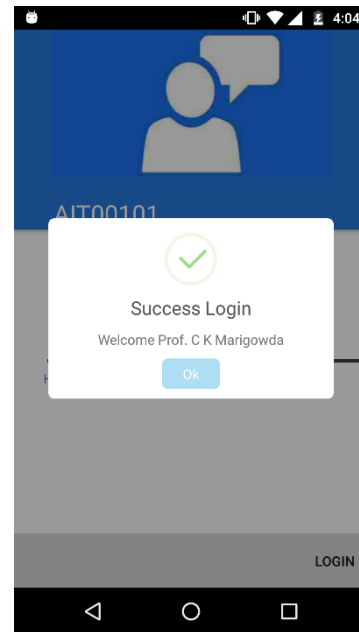 4:04
AIT00101
Success Login
Welcome Prof. C K Marigowda
Ok
H
LOGIN